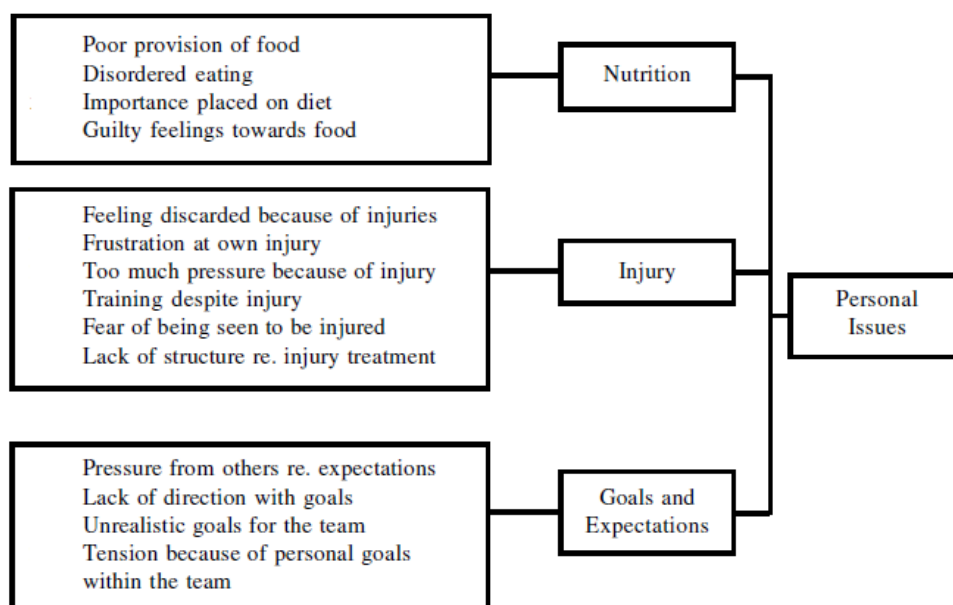 Poor provision of food
Disordered eating
Importance placed on diet
Guilty feelings towards food
Nutrition
Feeling discarded because of injuries
Frustration at own injury
Too much pressure because of injury
Training despite injury
Fear of being seen to be injured
Lack of structure re. injury treatment
Injury
Personal
Issues
Pressure from others re. expectations
Lack of direction with goals
Unrealistic goals for the team
Tension because of personal goals
within the team
Goals and
Expectations